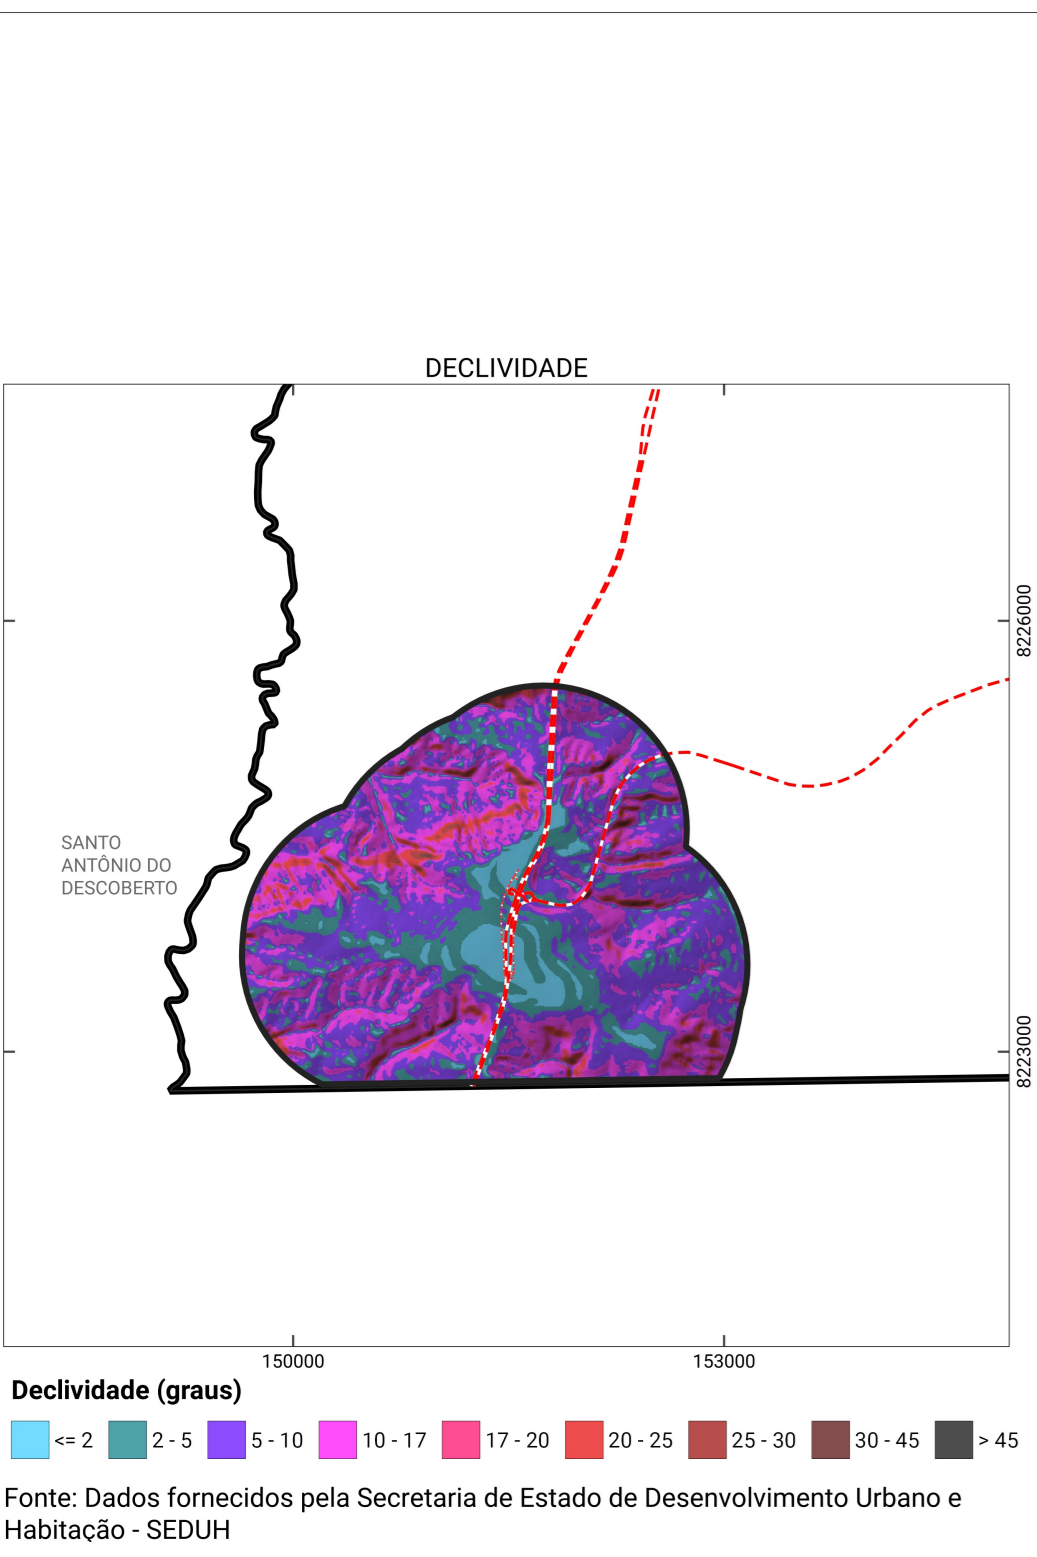 DECLIVIDADE
8226000
SANTO
ANTÔNIO DO
DESCOBERTO
8223000
150000 153000
Declividade (graus)
<= 2 2 - 5 5 - 10 10 - 17 17 - 20 20 - 25 25 - 30 30 - 45 > 45
Fonte: Dados fornecidos pela Secretaria de Estado de Desenvolvimento Urbano e
Habitação - SEDUH